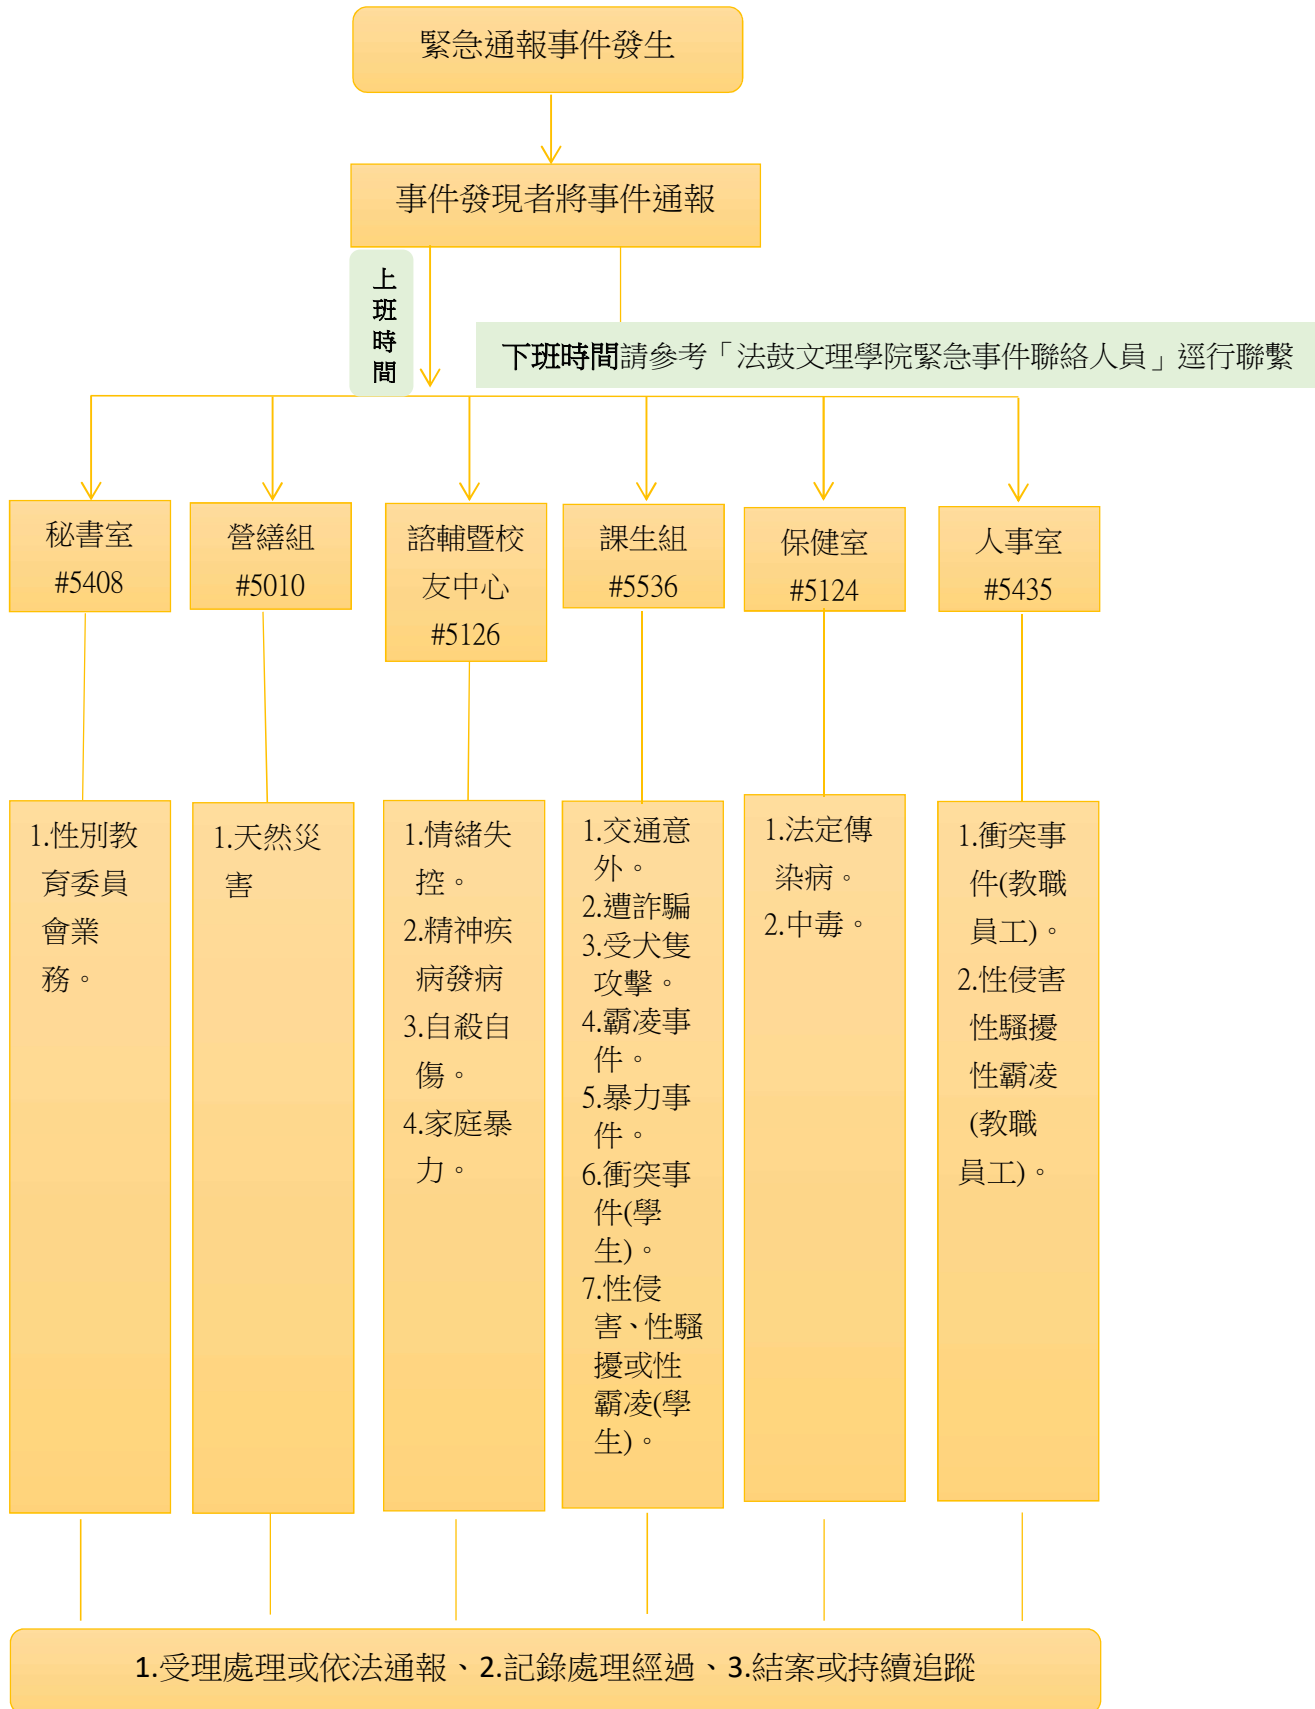 緊急通報事件發生
事件發現者將事件通報
上
班
時
間
下班時間請參考「法鼓文理學院緊急事件聯絡人員」逕行聯繫
秘書室
#5408
營繕組
#5010
諮輔暨校
友中心
#5126
課生組
#5536
保健室
#5124
人事室
#5435
1.性別教
育委員
會業
務。
1.天然災
害
1.情緒失
控。
2.精神疾
病發病
3.自殺自
傷。
4.家庭暴
力。
1.交通意
外。
2.遭詐騙
3.受犬隻
攻擊。
4.霸凌事
件。
5.暴力事
件。
6.衝突事
件(學
生)。
7.性侵
害、性騷
擾或性
霸凌(學
生)。
1.法定傳
染病。
2.中毒。
1.衝突事
件(教職
員工)。
2.性侵害
性騷擾
性霸凌
(教職
員工)。
1.受理處理或依法通報、2.記錄處理經過、3.結案或持續追蹤